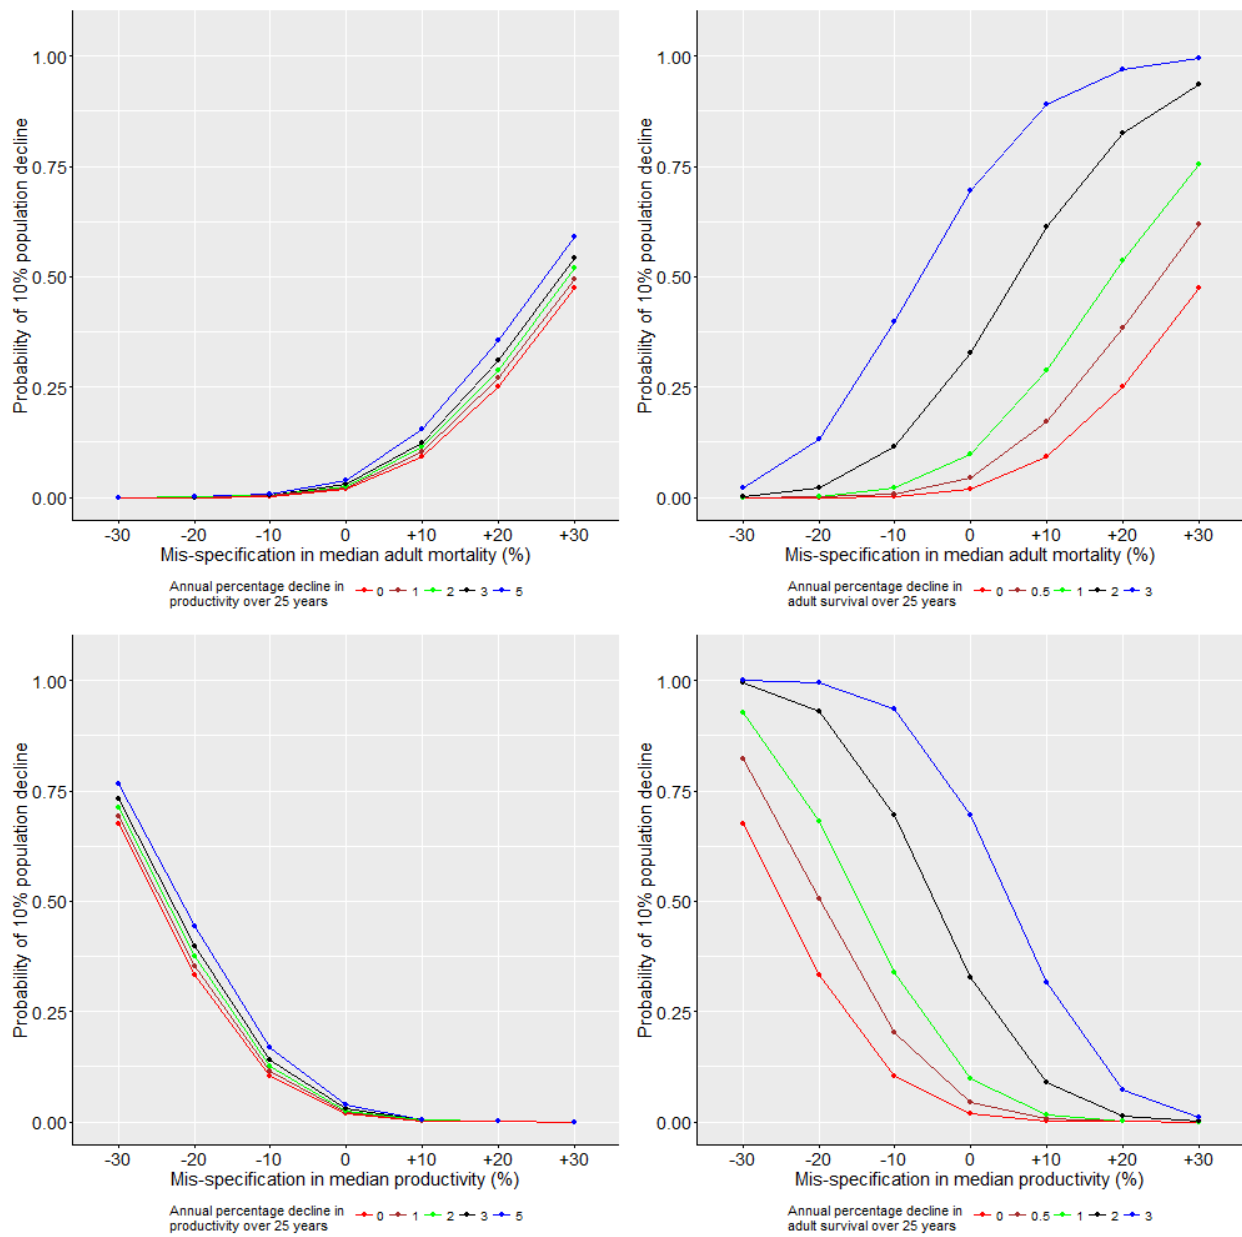 Probability of 10% population decline
1.00
0.75
0.50
0.25
0.00
-30 -20 -10 0 +10 +20 +30
Mis-specification in median adult mortality (%)
Annual percentage decline in
productivity over 25 years
0 1 2 3 5
Probability of 10% population decline
1.00
0.75
0.50
0.25
0.00
-30 -20 -10 0 +10 +20 +30
Mis-specification in median adult mortality (%)
Annual percentage decline in
adult survival over 25 years
0 0.5 1 2 3
Probability of 10% population decline
1.00
0.75
0.50
0.25
0.00
-30 -20 -10 0 +10 +20 +30
Mis-specification in median productivity (%)
Annual percentage decline in
productivity over 25 years
0 1 2 3 5
Probability of 10% population decline
1.00
0.75
0.50
0.25
0.00
-30 -20 -10 0 +10 +20 +30
Mis-specification in median productivity (%)
Annual percentage decline in
adult survival over 25 years
0 0.5 1 2 3